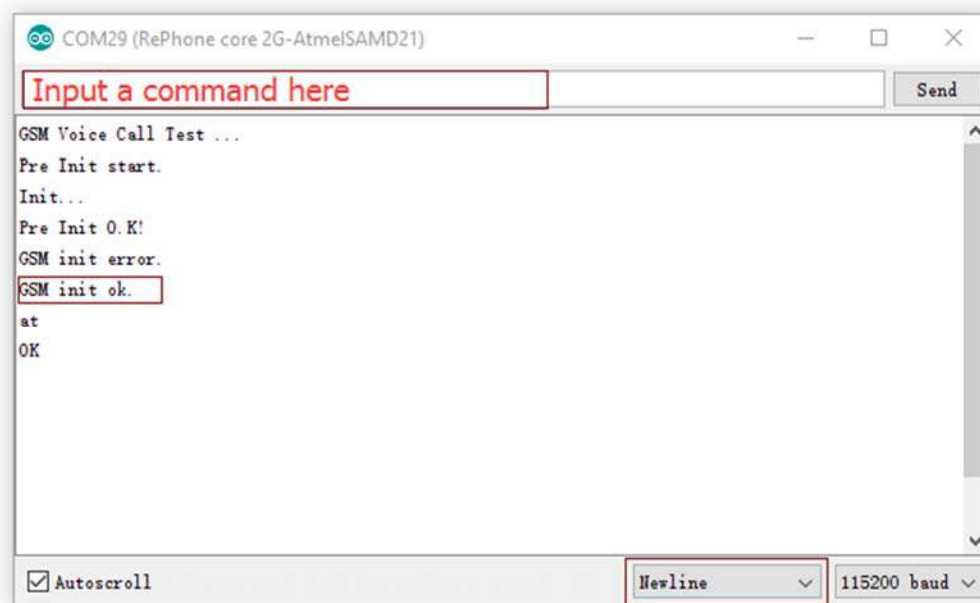 COM29 (RePhone core 2G-AtmelSAMD21)
Input a command here
Send
GSM Voice Call Test ...
Pre Init start.
Init...
Pre Init O.K!
GSM init error.
GSM init ok.
at
OK
Autoscroll
Newline
115200 baud